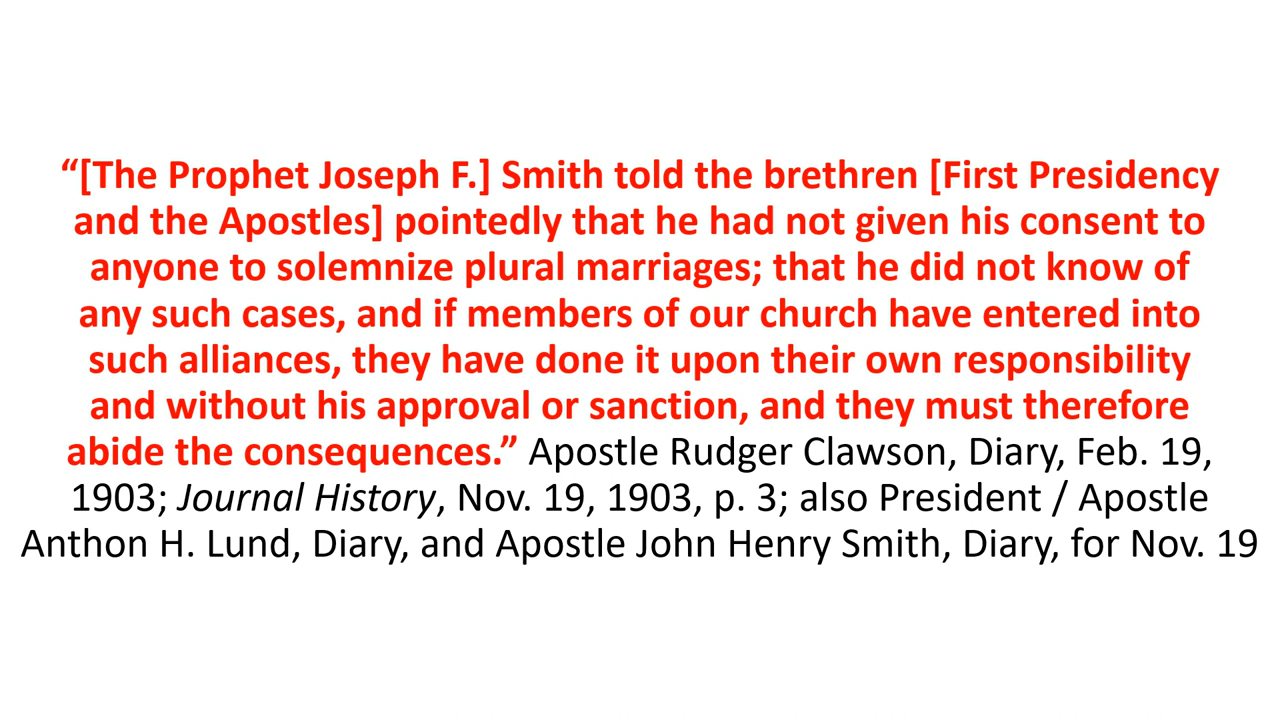 “[The Prophet Joseph F.] Smith told the brethren [First Presidency
and the Apostles] pointedly that he had not given his consent to
anyone to solemnize plural marriages; that he did not know of
any such cases, and if members of our church have entered into
such alliances, they have done it upon their own responsibility
and without his approval or sanction, and they must therefore
abide the consequences.” Apostle Rudger Clawson, Diary, Feb. 19,
1903; Journal History, Nov. 19, 1903, p. 3; also President / Apostle
Anthon H. Lund, Diary, and Apostle John Henry Smith, Diary, for Nov. 19